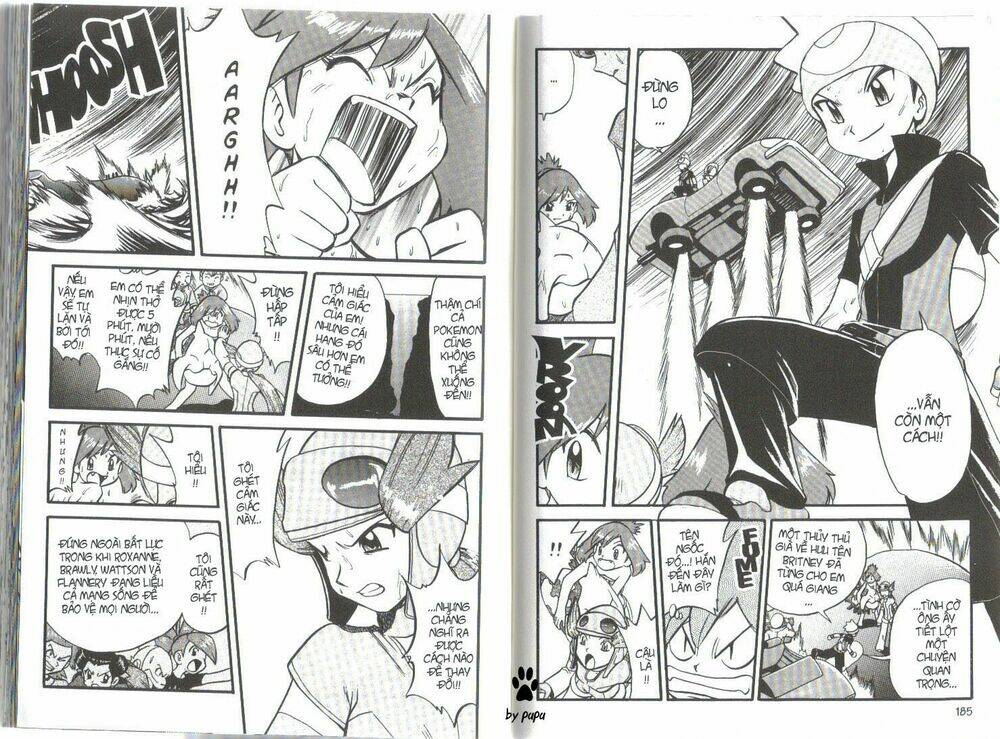 ...
ĐỪNG
LO
...
...VẪN
CÒN MỘT
CÁCH!!
VROOM
MỘT THỦY THỦ
GIÀ VỀ HƯU TÊN
BRITNEY ĐÃ
TỪNG CHO EM
QUÁ GIANG ...
...TÌNH CỜ
ÔNG ẤY
TIẾT LỘT
MỘT
CHUYỆN
QUAN
TRỌNG...
FUME
TÊN
NGỐC
ĐÓ...! HẮN
ĐẾN ĐÂY
LÀM GÌ?
!!
CẬU
LÀ ...
185
AARGHH!!
WHOOSH
THẬM CHÍ
CẢ
POKEMON
CŨNG
KHÔNG
THỂ
XUỐNG
ĐẾN!!
TÔI HIỂU
CẢM GIÁC
CỦA EM!
NHƯNG CÁI
HANG ĐÓ
SÂU HƠN EM
CÓ THỂ
TƯỞNG!!
ĐỪNG
HẤP
TẤP
!!
EM CÓ THỂ
NHỊN THỞ
ĐƯỢC 5
PHÚT, MƯỜI
PHÚT, NẾU
THỰC SỰ CỐ
GẮNG!!
NẾU
VẬY, EM
SẼ TỰ
LẶN VÀ
BƠI TỚI
ĐÓ!!
TÔI
GHÉT
CẢM
GIÁC
NÀY...
...NHƯNG
CHẲNG
NGHĨ RA
ĐƯỢC
CÁCH NÀO
ĐỂ THAY
ĐỔI!!
TÔI
HIỂU
...
NHƯNG!!
TÔI
CŨNG
RẤT
GHÉT
!!
ĐỨNG NGOÀI BẤT LỰC
TRONG KHI ROXANNE,
BRAWLY, WATTSON VÀ
FLANNERY ĐANG LIỀU
CẢ MẠNG SỐNG ĐỂ
BẢO VỆ MỌI NGƯỜI...
by pupu